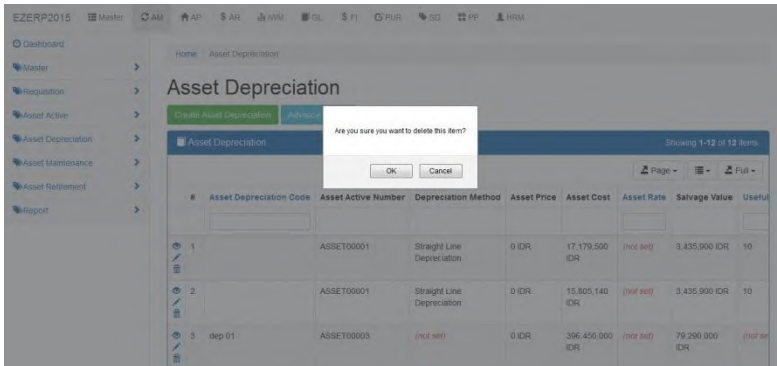 EZERP2015 Master AM AP $ AR IWM GL $ FI PUR SD PP HRM
Dashboard
Master
Requisition
Asset Active
Asset Depreciation
Asset Maintenance
Asset Retirement
Report
Home Asset Depreciation
Asset Depreciation
Create Asset Depreciation Advance
Are you sure you want to delete this item?
OK Cancel
Asset Depreciation Showing 1-12 of 12 items.
Page Full
# Asset Depreciation Code Asset Active Number Depreciation Method Asset Price Asset Cost Asset Rate Salvage Value Useful
1 ASSET00001 Straight Line 0 IDR 17,179,500 (not set) 3,435,900 IDR 10
Depreciation IDR
2 ASSET00001 Straight Line 0 IDR 15,805,140 (not set) 3,435,900 IDR 10
Depreciation IDR
3 dep 01 ASSET00003 (not set) 0 IDR 396,450,000 (not set) 79,290,000 (not se
IDR IDR